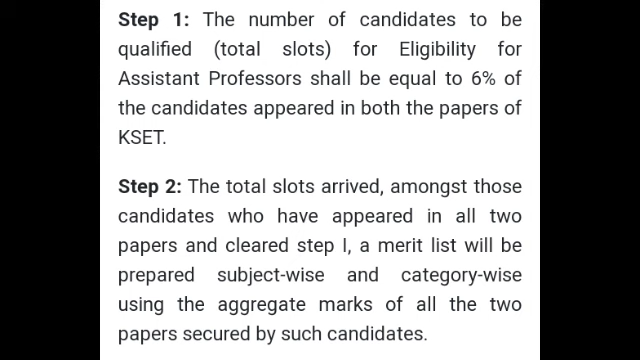 Step 1: The number of candidates to be
qualified (total slots) for Eligibility for
Assistant Professors shall be equal to 6% of
the candidates appeared in both the papers of
KSET.
Step 2: The total slots arrived, amongst those
candidates who have appeared in all two
papers and cleared step I, a merit list will be
prepared subject-wise and category-wise
using the aggregate marks of all the two
papers secured by such candidates.